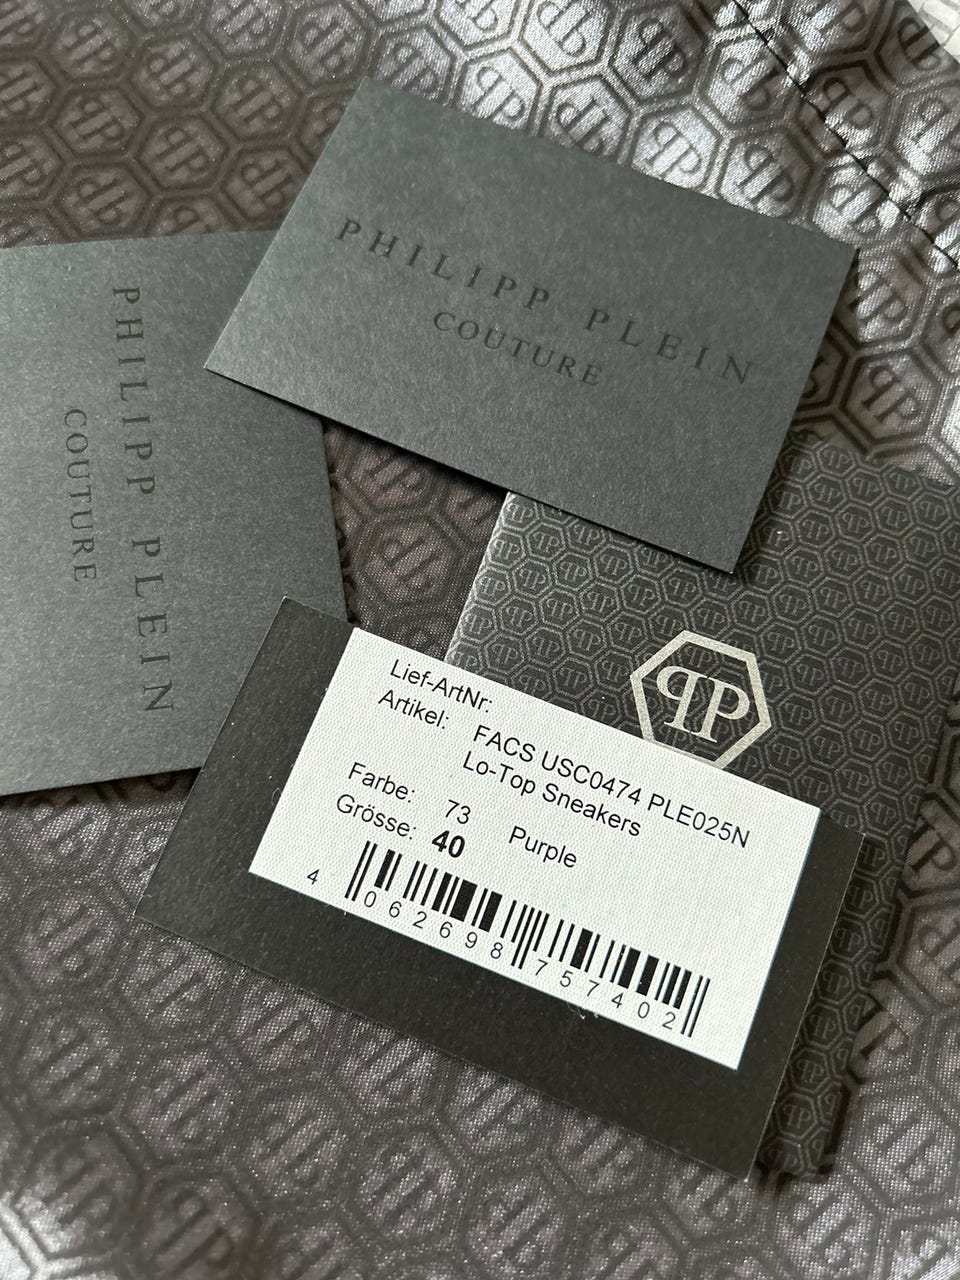 PHILIPP PLEIN
COUTURE
PHILIPP PLEIN
COUTURE
PP
Lief-ArtNr:
Artikel: FACS USC0474 PLE025N
Lo-Top Sneakers
Farbe: 73 Purple
Grösse: 40
4 062698 757402